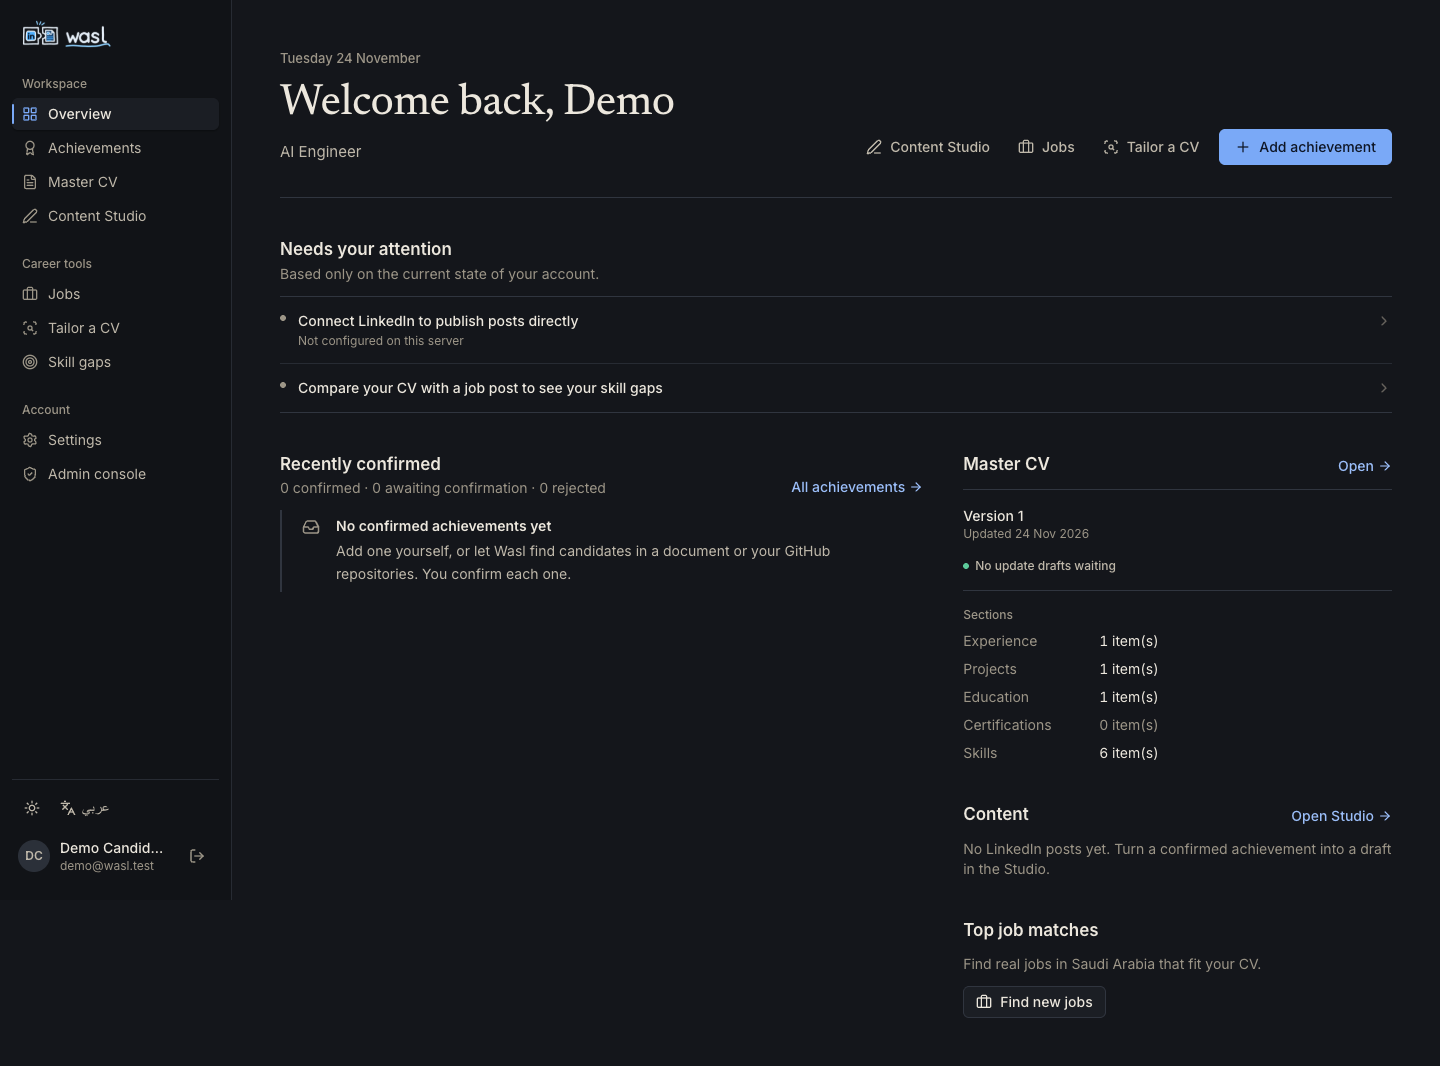 wasl
Workspace
Overview
Achievements
Master CV
Content Studio
Career tools
Jobs
Tailor a CV
Skill gaps
Account
Settings
Admin console
عربي
DC
Demo Candid...
demo@wasl.test
Tuesday 24 November
Welcome back, Demo
AI Engineer
Content Studio
Jobs
Tailor a CV
Add achievement
Needs your attention
Based only on the current state of your account.
Connect LinkedIn to publish posts directly
Not configured on this server
Compare your CV with a job post to see your skill gaps
Recently confirmed
0 confirmed · 0 awaiting confirmation · 0 rejected
All achievements →
No confirmed achievements yet
Add one yourself, or let Wasl find candidates in a document or your GitHub
repositories. You confirm each one.
Master CV
Open →
Version 1
Updated 24 Nov 2026
No update drafts waiting
Sections
Experience 1 item(s)
Projects 1 item(s)
Education 1 item(s)
Certifications 0 item(s)
Skills 6 item(s)
Content
Open Studio →
No LinkedIn posts yet. Turn a confirmed achievement into a draft
in the Studio.
Top job matches
Find real jobs in Saudi Arabia that fit your CV.
Find new jobs